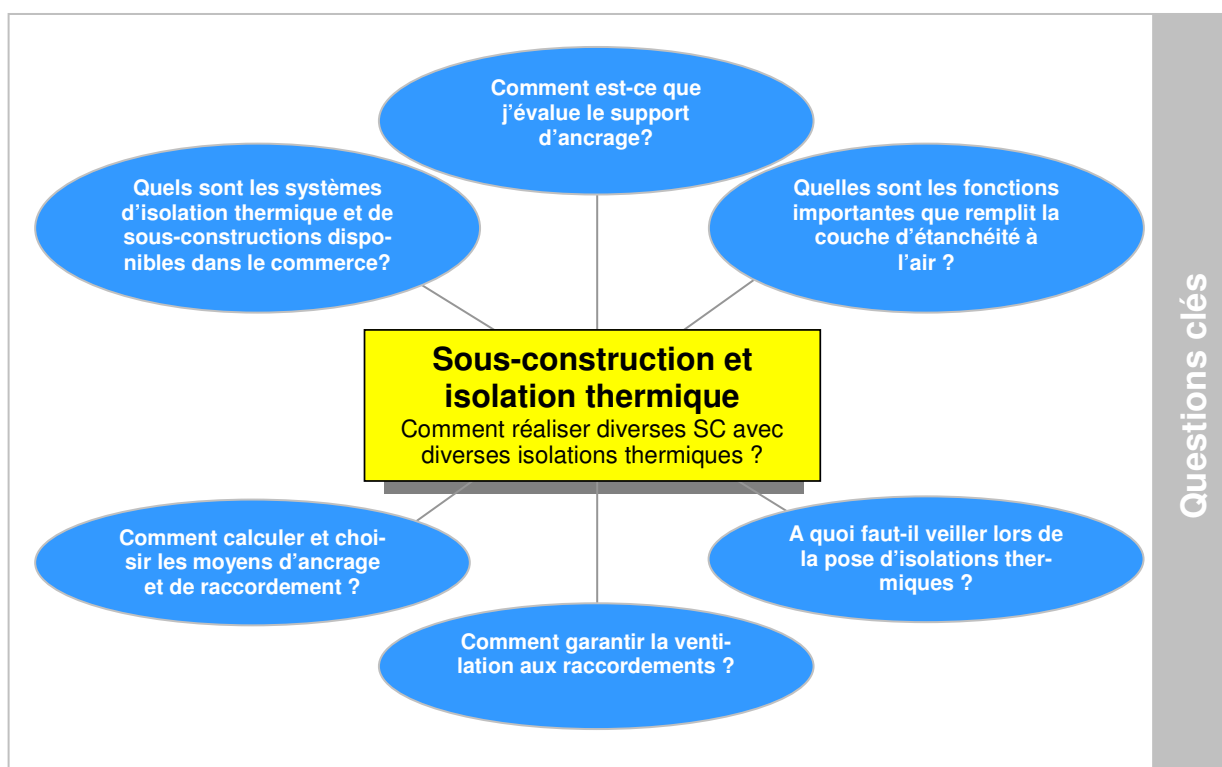 Comment est-ce que
j’évalue le support
d’ancrage?
Quels sont les systèmes
d’isolation thermique et de
sous-constructions dispo-
nibles dans le commerce?
Quelles sont les fonctions
importantes que remplit la
couche d’étanchéité à
l’air ?
Sous-construction et
isolation thermique
Comment réaliser diverses SC avec
diverses isolations thermiques ?
Comment calculer et choi-
sir les moyens d’ancrage
et de raccordement ?
A quoi faut-il veiller lors de
la pose d’isolations ther-
miques ?
Comment garantir la venti-
lation aux raccordements ?
Questions clés